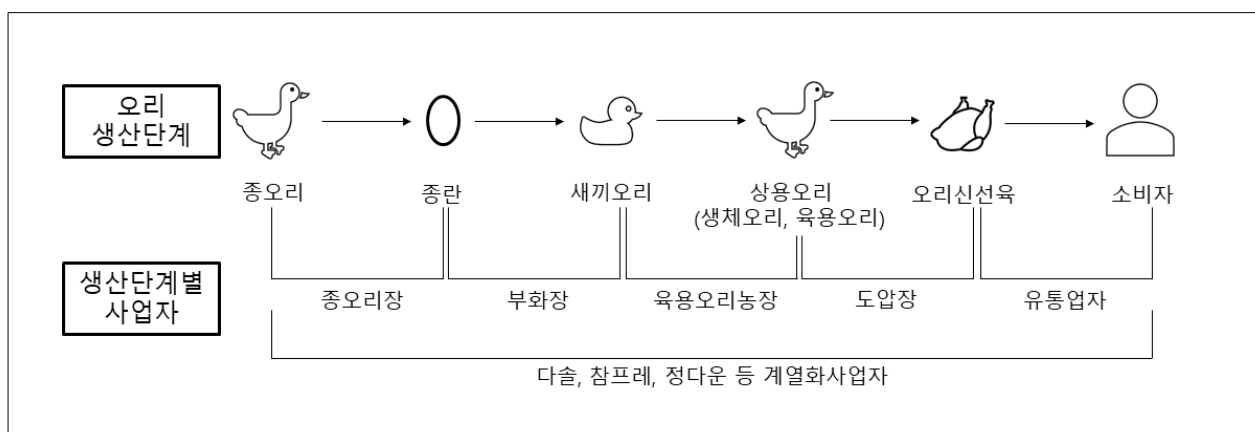 오리
생산단계
종오리
종란
새끼오리
상용오리
(생체오리, 육용오리)
오리신선육
소비자
생산단계별
사업자
종오리장
부화장
육용오리농장
도압장
유통업자
다솔, 참프레, 정다운 등 계열화사업자